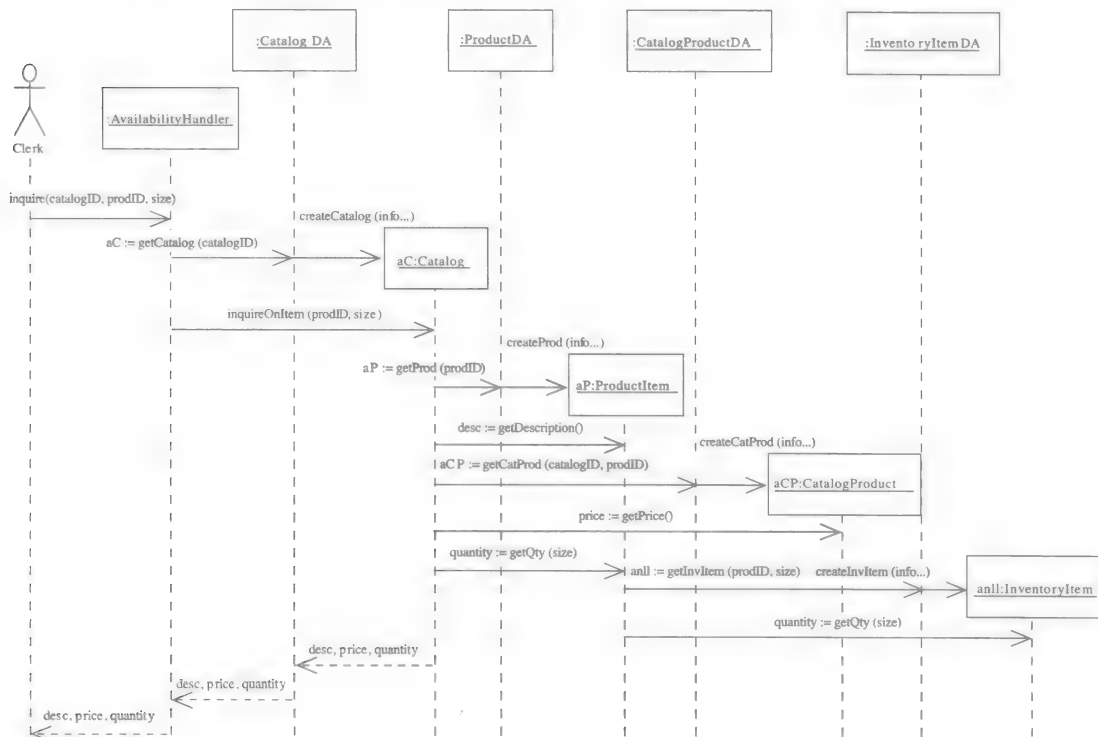 :Catalog DA
:ProductDA
:CatalogProductDA
:Invento ryItem DA
:AvailabilityHandler
Clerk
inquire(catalogID, prodID, size)
createCatalog (info...)
aC := getCatalog (catalogID)
aC:Catalog
inquireOnItem (prodID, size)
createProd (info...)
aP := getProd (prodID)
aP:ProductItem
desc := getDescription()
createCatProd (info...)
aC P := getCatProd (catalogID, prodID)
aCP:CatalogProduct
price := getPrice()
quantity := getQty (size)
anll := getInvItem (prodID, size)
createInvItem (info...)
anll:InventoryItem
quantity := getQty (size)
desc, price, quantity
desc, price, quantity
desc, price, quantity